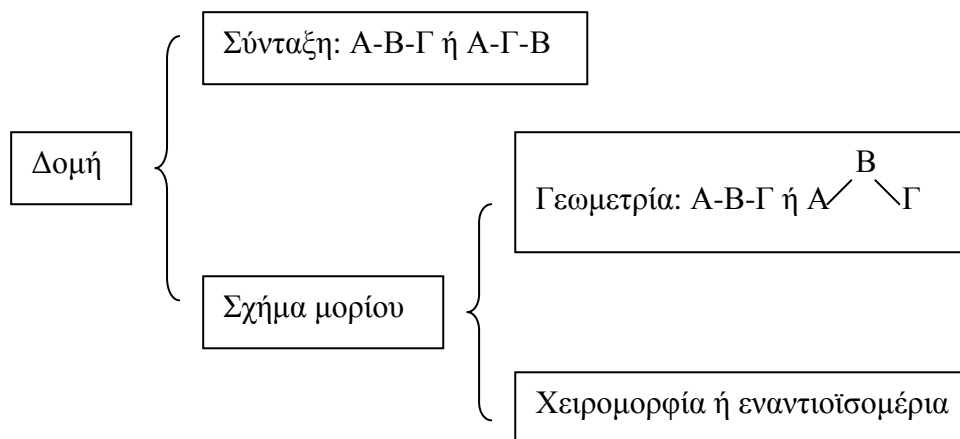 Σύνταξη: Α-Β-Γ ή Α-Γ-Β
Δομή
Β
Γεωμετρία: Α-Β-Γ ή Α Γ
Σχήμα μορίου
Χειρομορφία ή εναντιοϊσομέρια